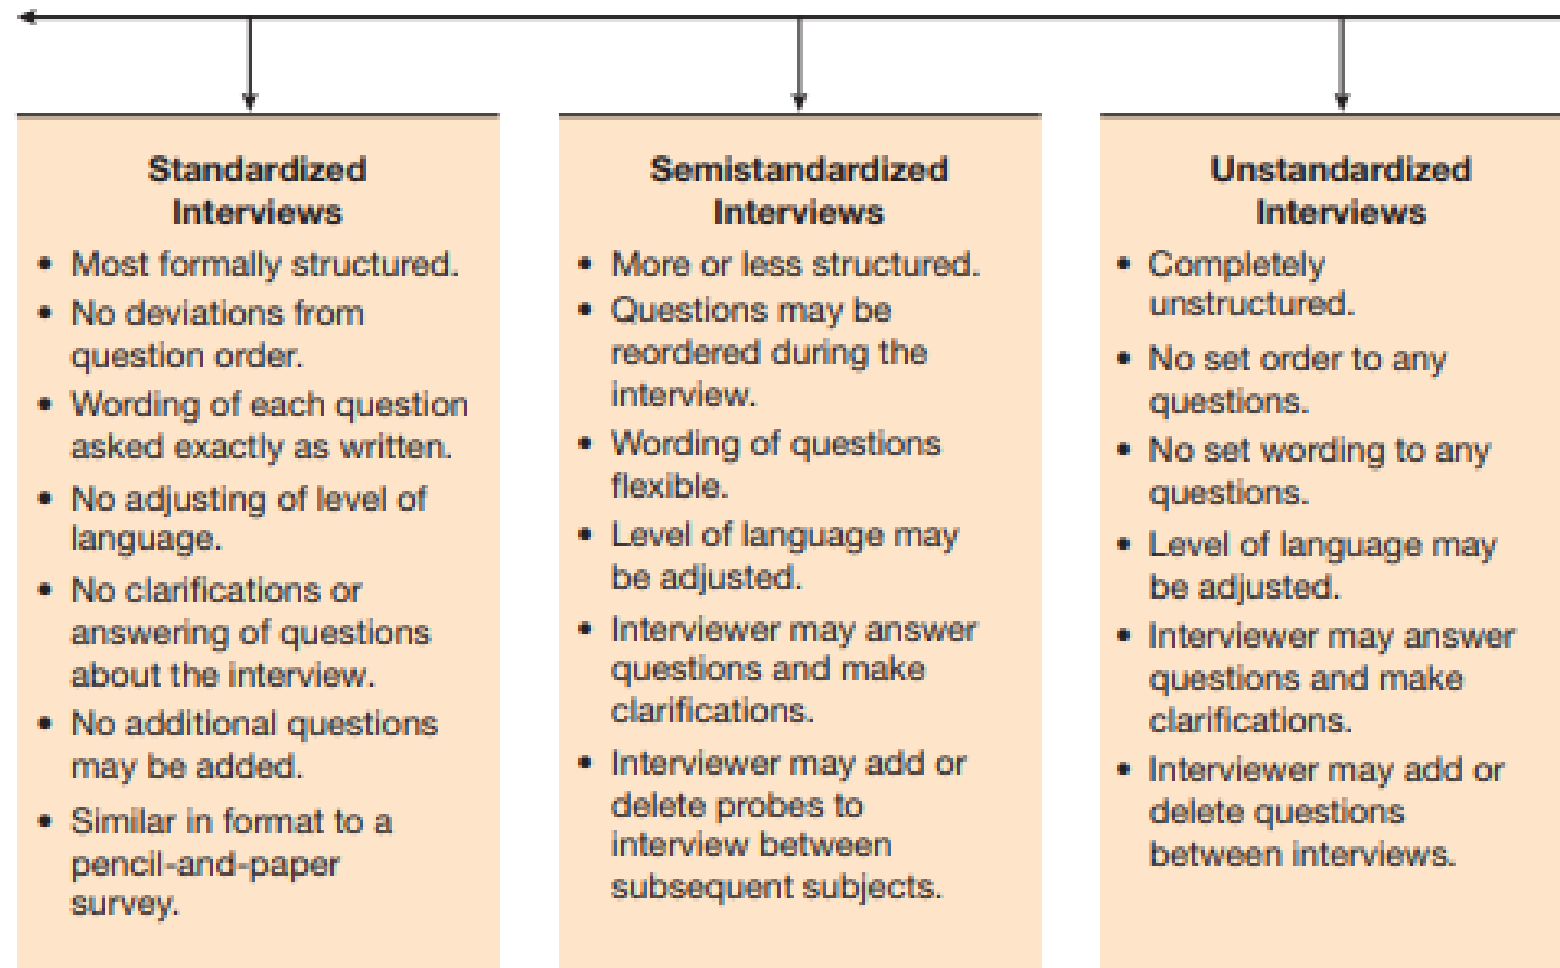 Standardized
Interviews
• Most formally structured.
• No deviations from
question order.
• Wording of each question
asked exactly as written.
• No adjusting of level of
language.
• No clarifications or
answering of questions
about the interview.
• No additional questions
may be added.
• Similar in format to a
pencil-and-paper
survey.
Semistandardized
Interviews
• More or less structured.
• Questions may be
reordered during the
interview.
• Wording of questions
flexible.
• Level of language may
be adjusted.
• Interviewer may answer
questions and make
clarifications.
• Interviewer may add or
delete probes to
interview between
subsequent subjects.
Unstandardized
Interviews
• Completely
unstructured.
• No set order to any
questions.
• No set wording to any
questions.
• Level of language may
be adjusted.
• Interviewer may answer
questions and make
clarifications.
• Interviewer may add or
delete questions
between interviews.